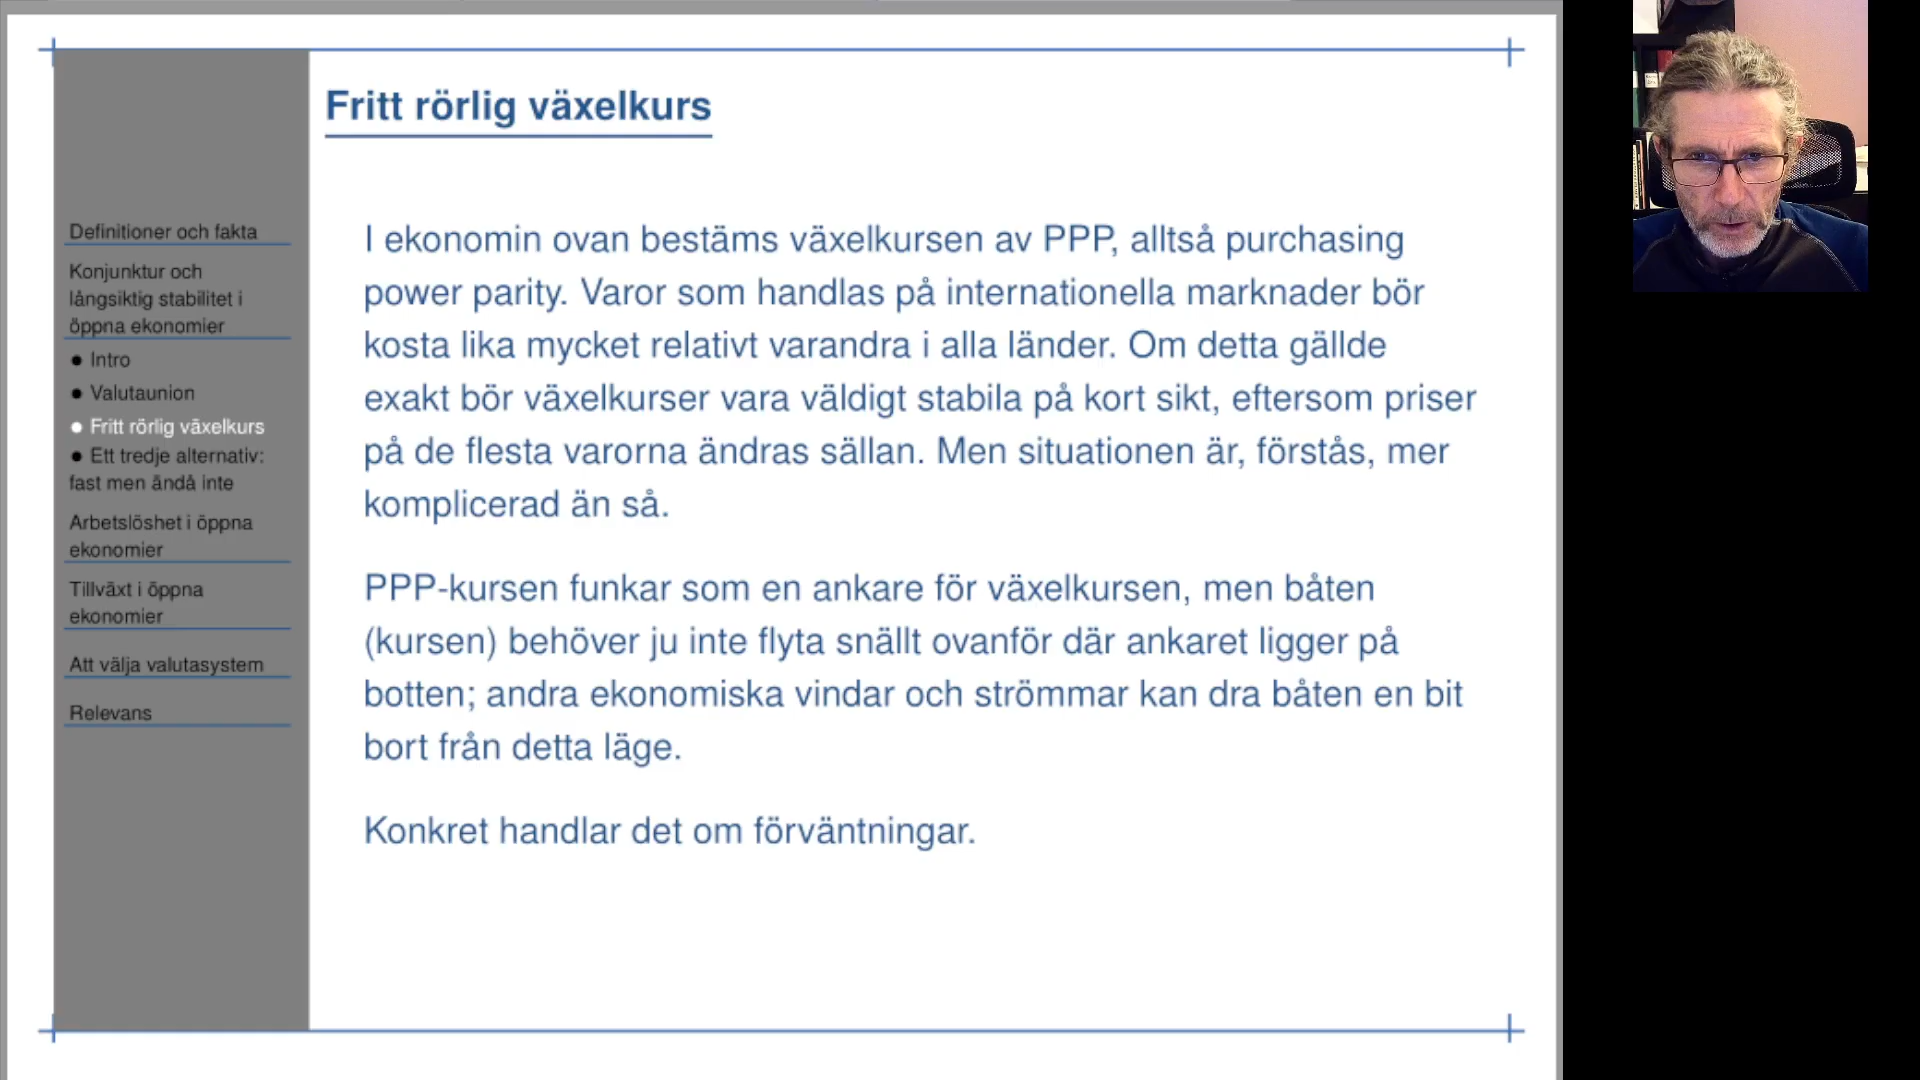 Fritt rörlig växelkurs
Definitioner och fakta
Konjunktur och
långsiktig stabilitet i
öppna ekonomier
● Intro
● Valutaunion
● Fritt rörlig växelkurs
● Ett tredje alternativ:
fast men ändå inte
Arbetslöshet i öppna
ekonomier
Tillväxt i öppna
ekonomier
Att välja valutasystem
Relevans
I ekonomin ovan bestäms växelkursen av PPP, alltså purchasing
power parity. Varor som handlas på internationella marknader bör
kosta lika mycket relativt varandra i alla länder. Om detta gällde
exakt bör växelkurser vara väldigt stabila på kort sikt, eftersom priser
på de flesta varorna ändras sällan. Men situationen är, förstås, mer
komplicerad än så.
PPP-kursen funkar som en ankare för växelkursen, men båten
(kursen) behöver ju inte flyta snällt ovanför där ankaret ligger på
botten; andra ekonomiska vindar och strömmar kan dra båten en bit
bort från detta läge.
Konkret handlar det om förväntningar.